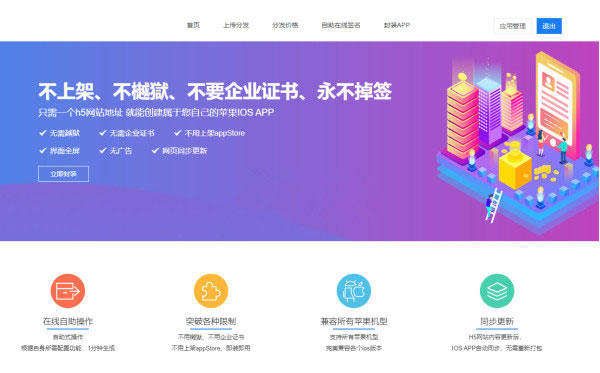 首页 上传分发 分发价格 自助在线签名 封装APP 应用管理 退出
不上架、不樾獄、不要企业证书、永不掉签
只需一个h5网站地址 就能创建属于您自己的苹果IOS APP
无需越狱 无需企业证书 不用上架appStore
界面全屏 无广告 网页同步更新
立即封装
在线自助操作 突破各种限制 兼容所有苹果机型 同步更新
自助式操作 不用樾獄、不用企业证书 支持所有苹果机型 H5网站内容更新后,
根据自身所需配置功能、1分钟生成 不用上架appStore、即装即用 完美兼容各个ios版本 IOS APP自动同步、无需重新打包